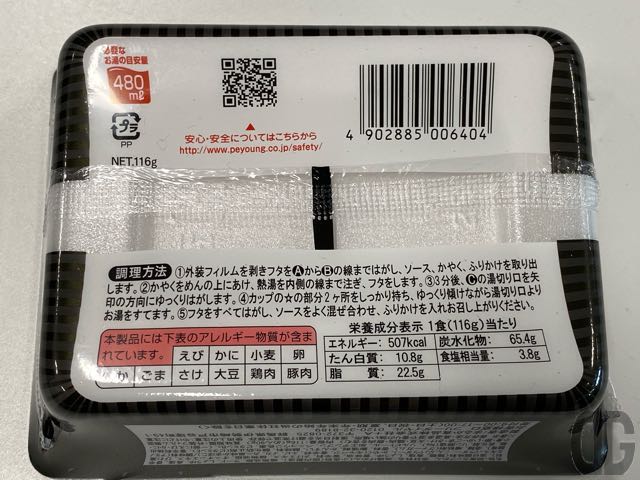 必要な
お湯の目安量
480
ml
プラ
PP
NET.116g
安心・安全についてはこちらから
http://www.peyoung.co.jp/safety/
4 902885 006404
調理方法 ①外装フィルムを剥きフタをAからBの線まではがし、ソース、かやく、ふりかけを取り出
します。②かやくをめんの上にあけ、熱湯を内側の線まで注ぎ、フタをします。③3分後、Cの湯切り口を矢
印の方向にゆっくりはがします。④カップの☆の部分2ヶ所をしっかり持ち、ゆっくり傾けながら湯切り口より
お湯をすてます。⑤フタをすべてはがし、ソースをよく混ぜ合わせ、ふりかけを入れお召し上がりください。
本製品には下表のアレルギー物質が含ま
れています。 えび かに 小麦 卵
いか ごま さけ 大豆 鶏肉 豚肉
栄養成分表示 1食(116g)当たり
エネルギー: 507kcal 炭水化物: 65.4g
たん白質: 10.8g 食塩相当量: 3.8g
脂 質: 22.5g